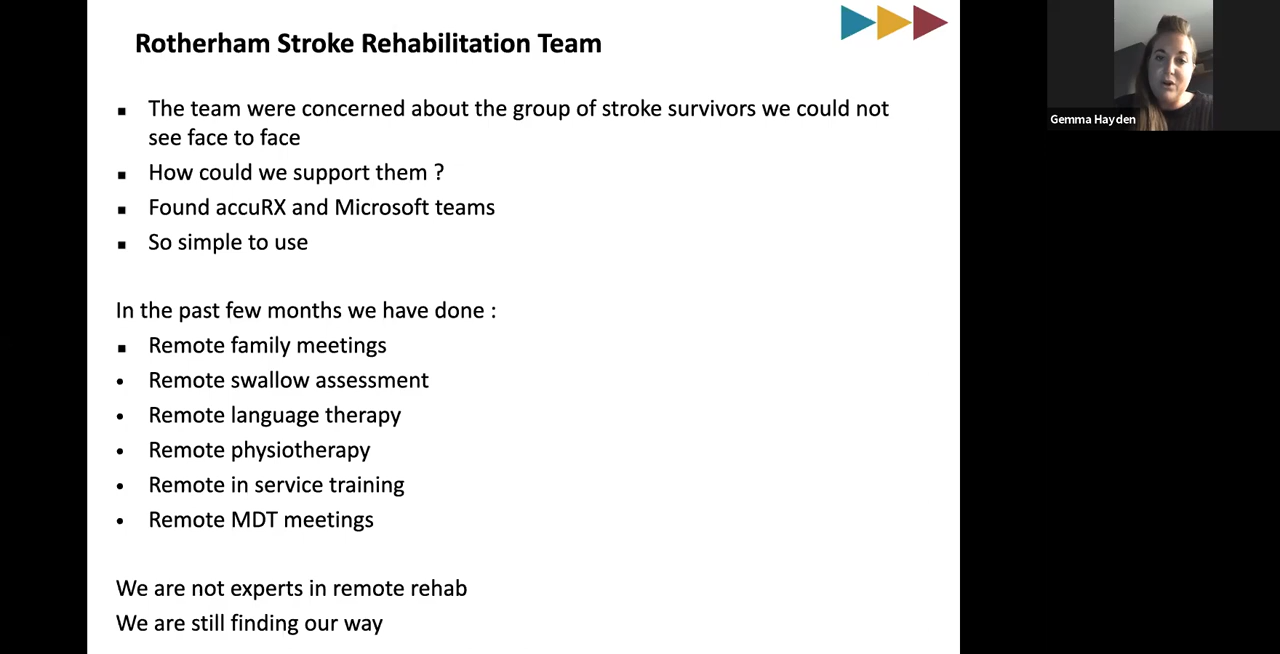 Rotherham Stroke Rehabilitation Team
▪ The team were concerned about the group of stroke survivors we could not
see face to face
▪ How could we support them ?
▪ Found accuRX and Microsoft teams
▪ So simple to use
In the past few months we have done :
▪ Remote family meetings
• Remote swallow assessment
• Remote language therapy
• Remote physiotherapy
• Remote in service training
• Remote MDT meetings
We are not experts in remote rehab
We are still finding our way
Gemma Hayden